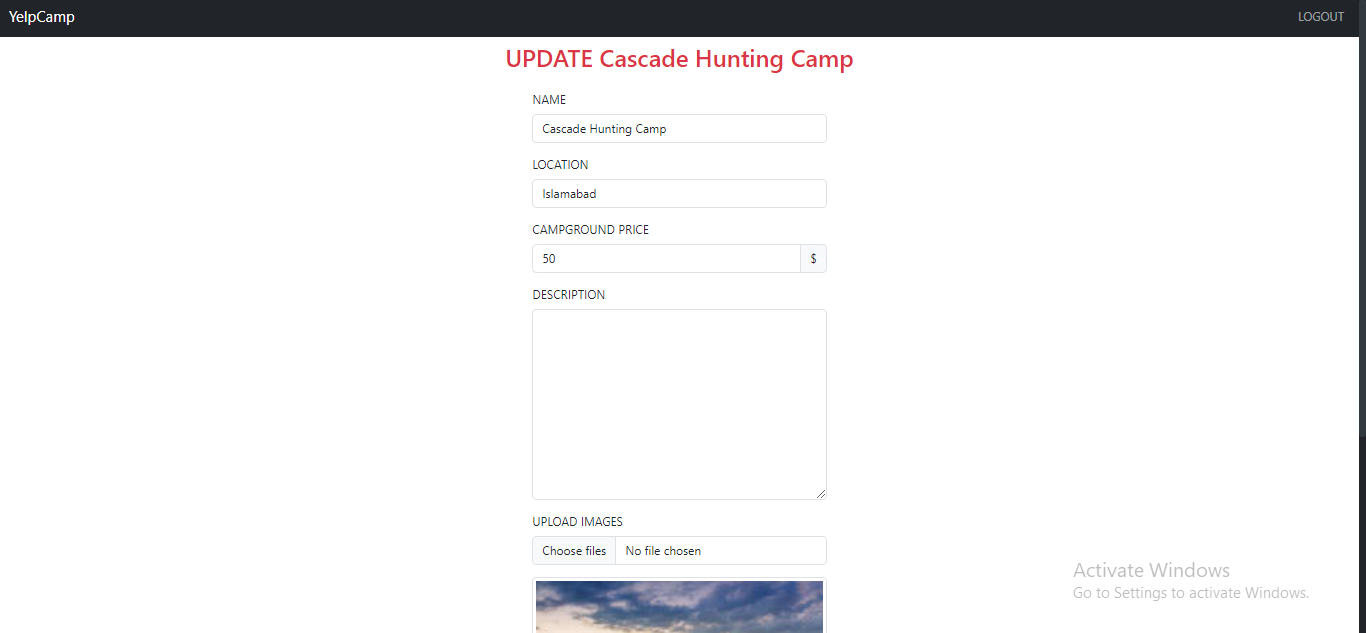 YelpCamp LOGOUT
UPDATE Cascade Hunting Camp
NAME
Cascade Hunting Camp
LOCATION
Islamabad
CAMPGROUND PRICE
50 $
DESCRIPTION
UPLOAD IMAGES
Choose files No file chosen
Activate Windows
Go to Settings to activate Windows.